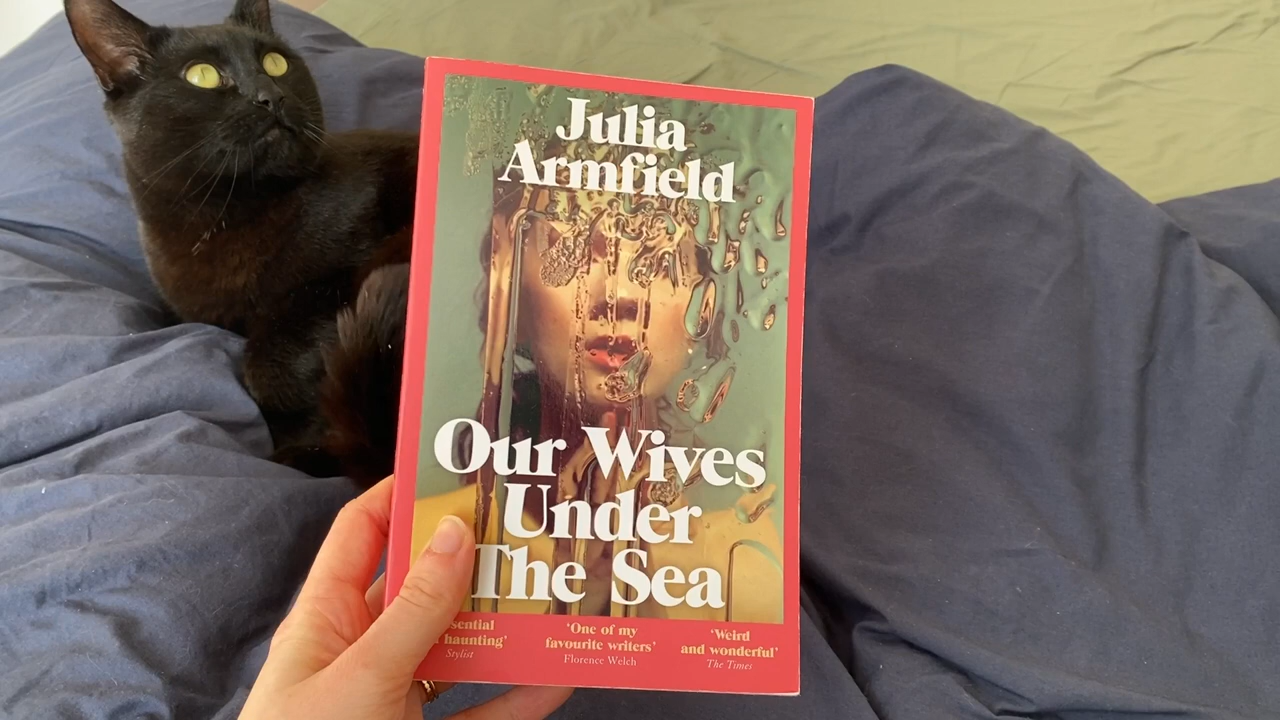 Julia
Armfield
Our Wives
Under
The Sea
haunting’
Stylist
‘One of my
favourite writers’
Florence Welch
‘Weird
and wonderful’
The Times